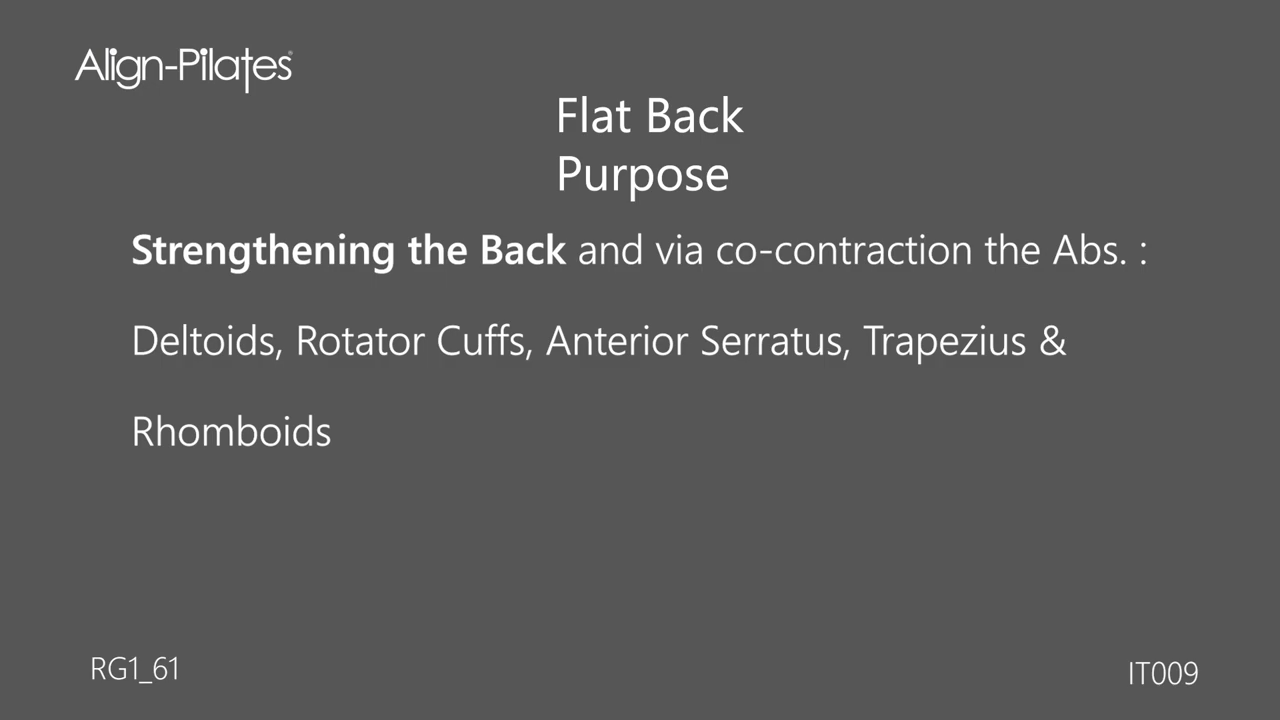 Align-Pilates®
Flat Back
Purpose
Strengthening the Back and via co-contraction the Abs. :
Deltoids, Rotator Cuffs, Anterior Serratus, Trapezius &
Rhomboids
RG1_61
IT009